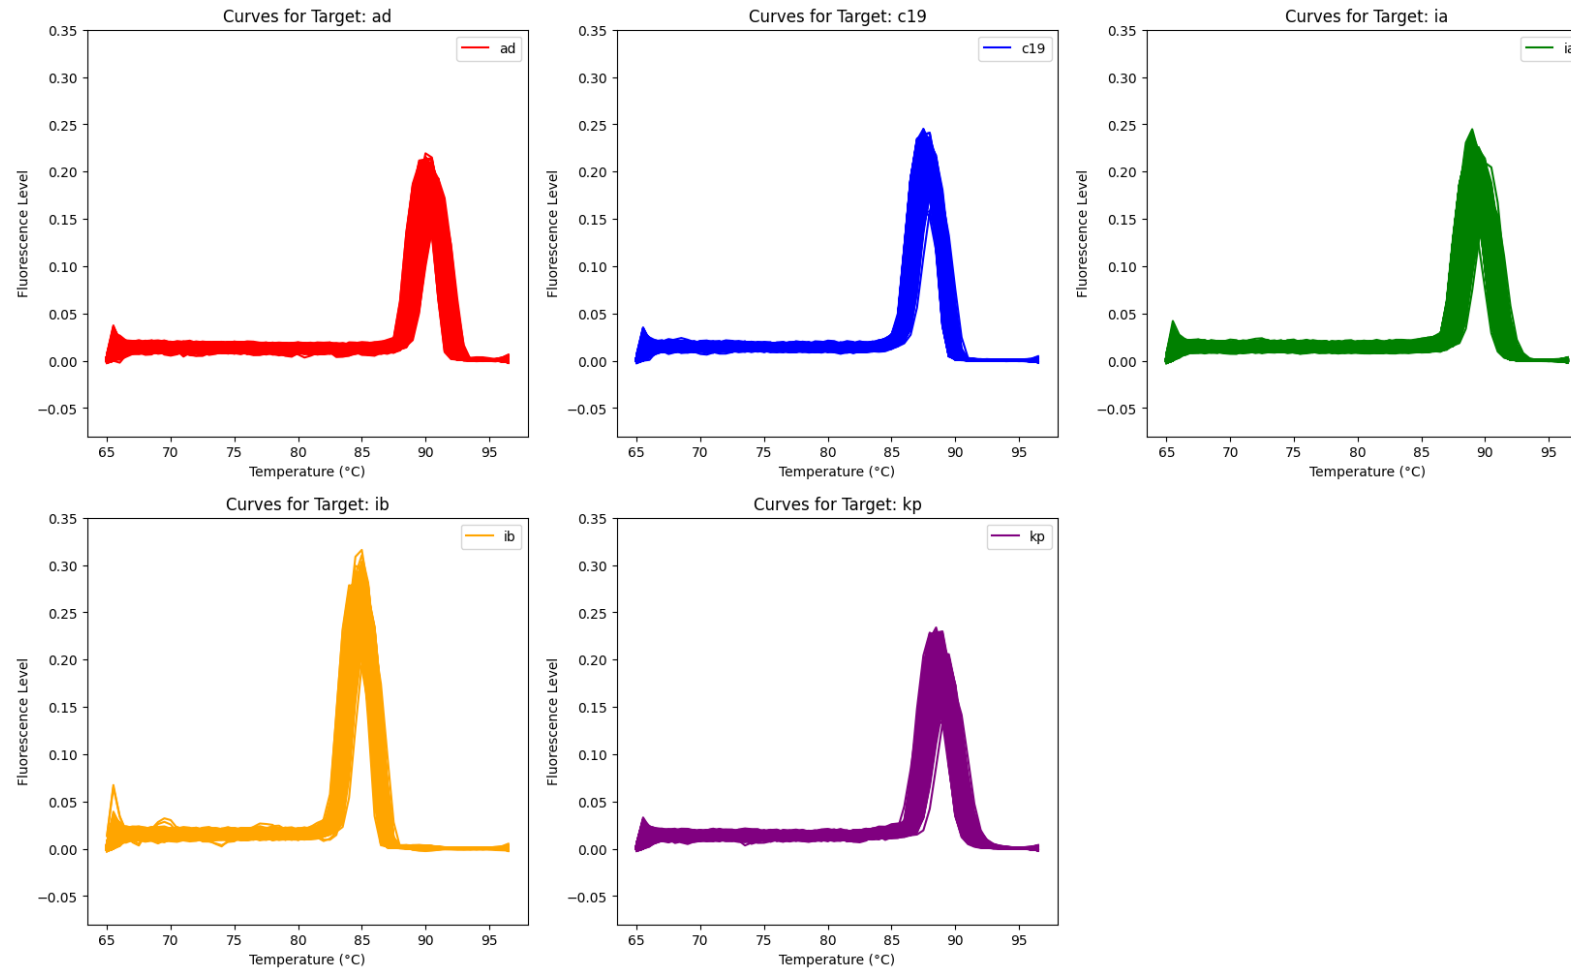 Curves for Target: ad
0.35
0.30
0.25
0.20
0.15
0.10
0.05
0.00
−0.05
Fluorescence Level
ad
65 70 75 80 85 90 95
Temperature (°C)
Curves for Target: c19
0.35
0.30
0.25
0.20
0.15
0.10
0.05
0.00
−0.05
Fluorescence Level
c19
65 70 75 80 85 90 95
Temperature (°C)
Curves for Target: ia
0.35
0.30
0.25
0.20
0.15
0.10
0.05
0.00
−0.05
Fluorescence Level
ia
65 70 75 80 85 90 95
Temperature (°C)
Curves for Target: ib
0.35
0.30
0.25
0.20
0.15
0.10
0.05
0.00
−0.05
Fluorescence Level
ib
65 70 75 80 85 90 95
Temperature (°C)
Curves for Target: kp
0.35
0.30
0.25
0.20
0.15
0.10
0.05
0.00
−0.05
Fluorescence Level
kp
65 70 75 80 85 90 95
Temperature (°C)